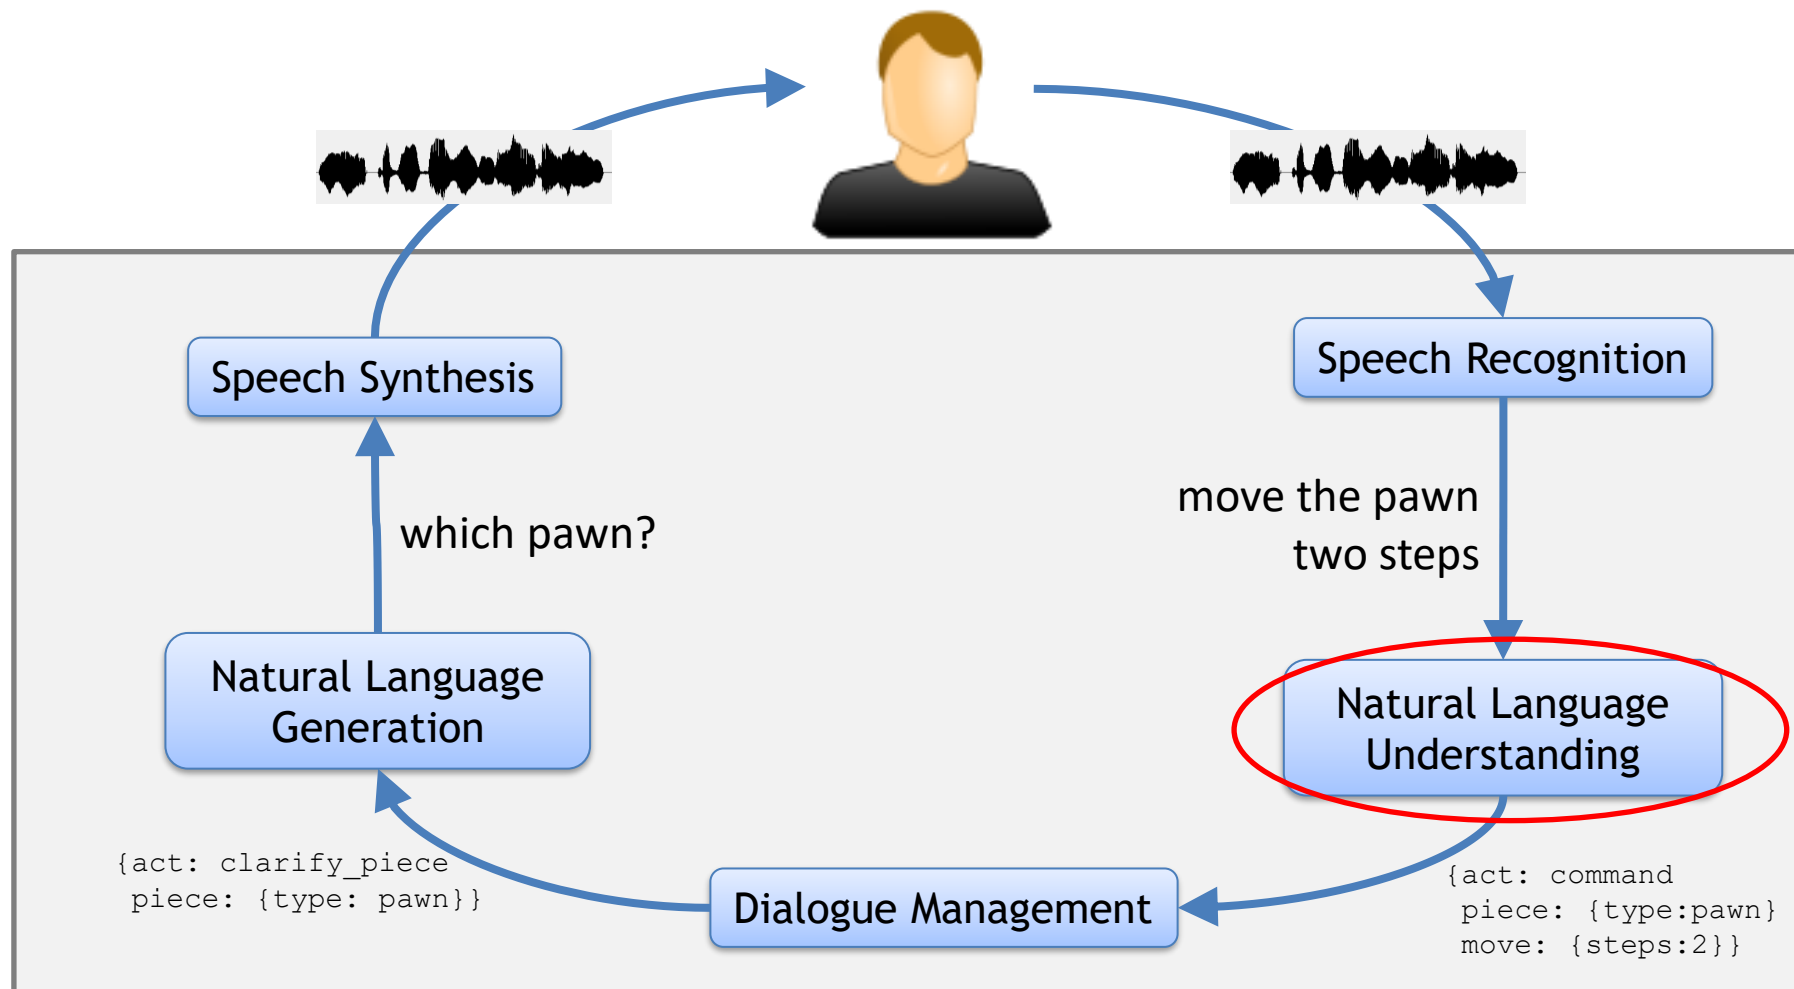 Speech Synthesis
Speech Recognition
which pawn?
move the pawn
two steps
Natural Language
Generation
Natural Language
Understanding
{act: clarify_piece
piece: {type: pawn}}
Dialogue Management
{act: command
piece: {type:pawn}
move: {steps:2}}